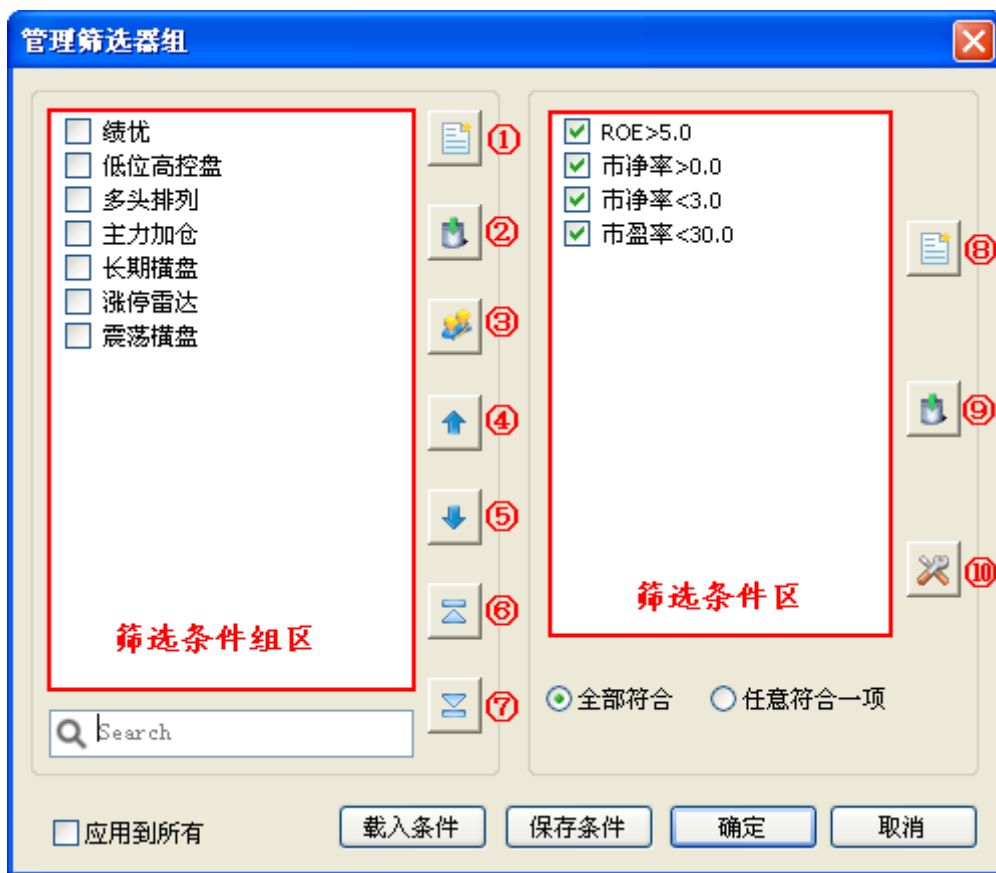 管理筛选器组
绩忧
低位高控盘
多头排列
主力加仓
长期横盘
涨停雷达
震荡横盘
筛选条件组区
Search
①
②
③
④
⑤
⑥
⑦
ROE>5.0
市净率>0.0
市净率<3.0
市盈率<30.0
筛选条件区
⑧
⑨
⑩
全部符合 任意符合一项
应用到所有 载入条件 保存条件 确定 取消